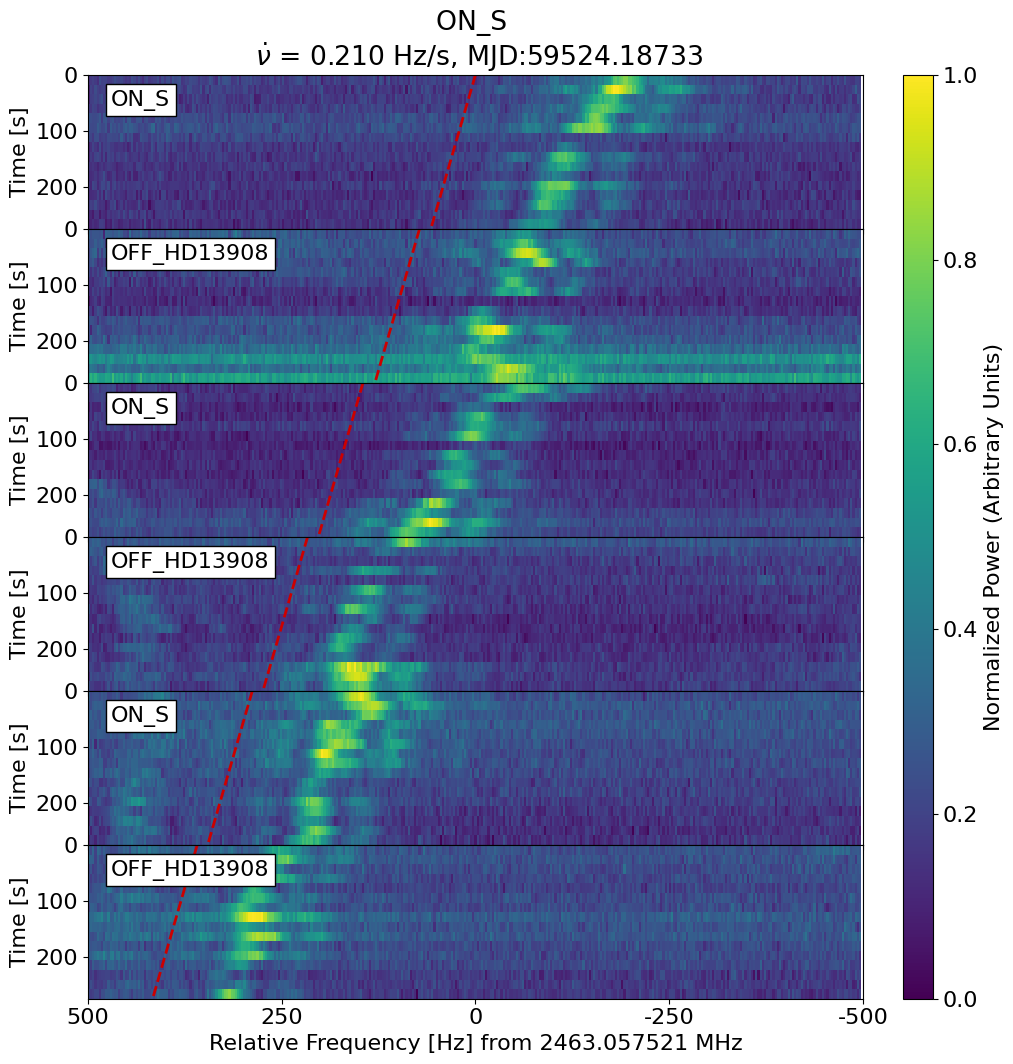 ON_S
ν̇ = 0.210 Hz/s, MJD:59524.18733
0
ON_S
100
200
Time [s]
0
OFF_HD13908
100
200
Time [s]
0
ON_S
100
200
Time [s]
0
OFF_HD13908
100
200
Time [s]
0
ON_S
100
200
Time [s]
0
OFF_HD13908
100
200
Time [s]
500 250 0 -250 -500
Relative Frequency [Hz] from 2463.057521 MHz
1.0
0.8
0.6
0.4
0.2
0.0
Normalized Power (Arbitrary Units)